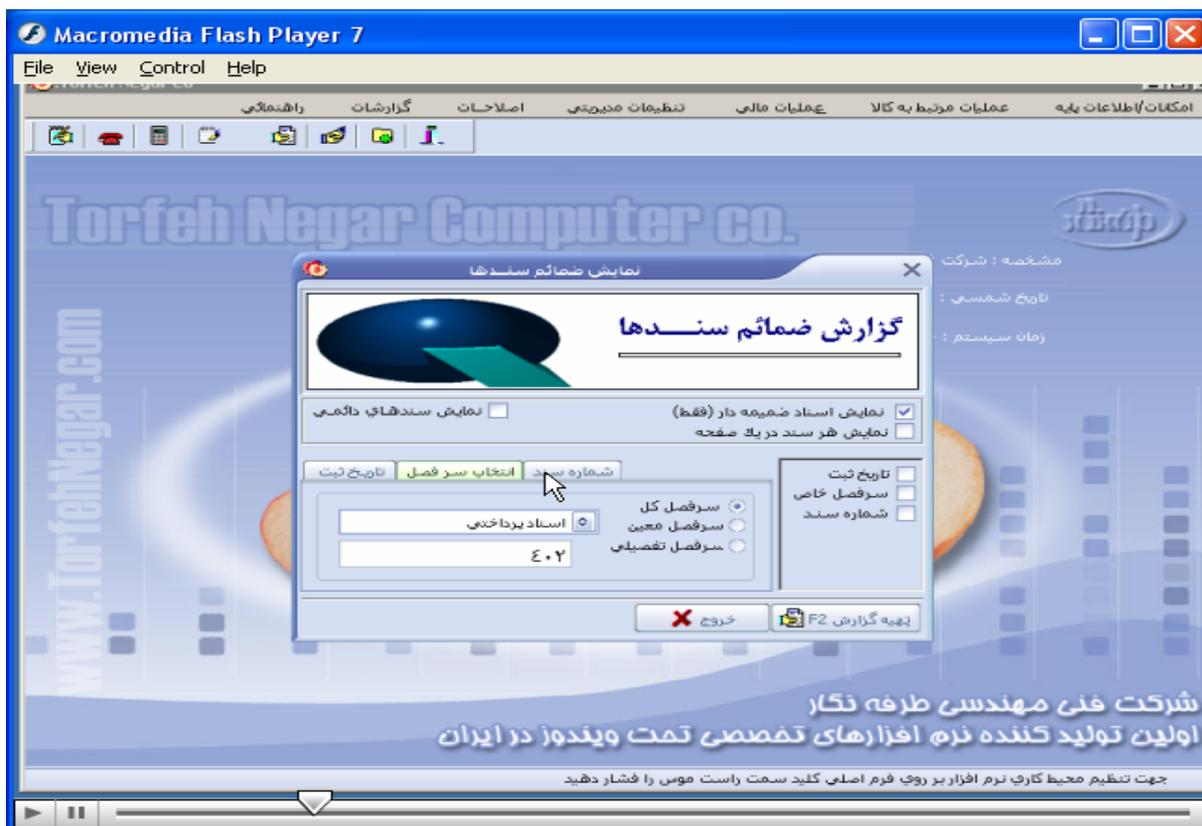 Macromedia Flash Player 7
File View Control Help
امکانات/اطلاعات پایه عملیات مرتبط به کالا عملیات مالی تنظیمات مدیریتی اصلاحات گزارشات راهنمائی
Torfeh Negar Computer co.
www.TorfehNegar.com
مشخصه : شرکت
تاریخ شمسی :
زمان سیستم :
نمایش ضمائم سندها
گزارش ضمائم سندها
نمایش اسناد ضمیمه دار (فقط) نمایش سندهاي دائمی
نمایش هر سند در یك صفحه
تاریخ ثبت
سرفصل خاص
شماره سند
شماره سند انتخاب سر فصل تاریخ ثبت
سرفصل کل
سرفصل معین
سرفصل تفصیلی
اسناد پرداختی
٤٠٢
تهیه گزارش F2 خروج
شرکت فنی مهندسی طرفه نگار
اولین تولید کننده نرم افزارهای تخصصی تحت ویندوز در ایران
جهت تنظیم محیط کاري نرم افزار بر روي فرم اصلی کلید سمت راست موس را فشار دهید